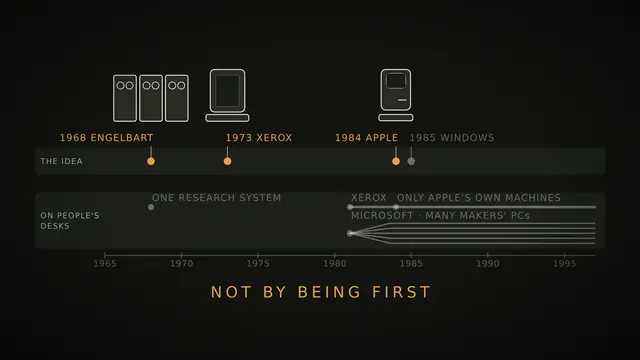 1968 ENGELBART
1973 XEROX
1984 APPLE
1985 WINDOWS
THE IDEA
ONE RESEARCH SYSTEM
XEROX
ONLY APPLE'S OWN MACHINES
ON PEOPLE'S
DESKS
MICROSOFT · MANY MAKERS' PCs
1965
1970
1975
1980
1985
1990
1995
NOT BY BEING FIRST